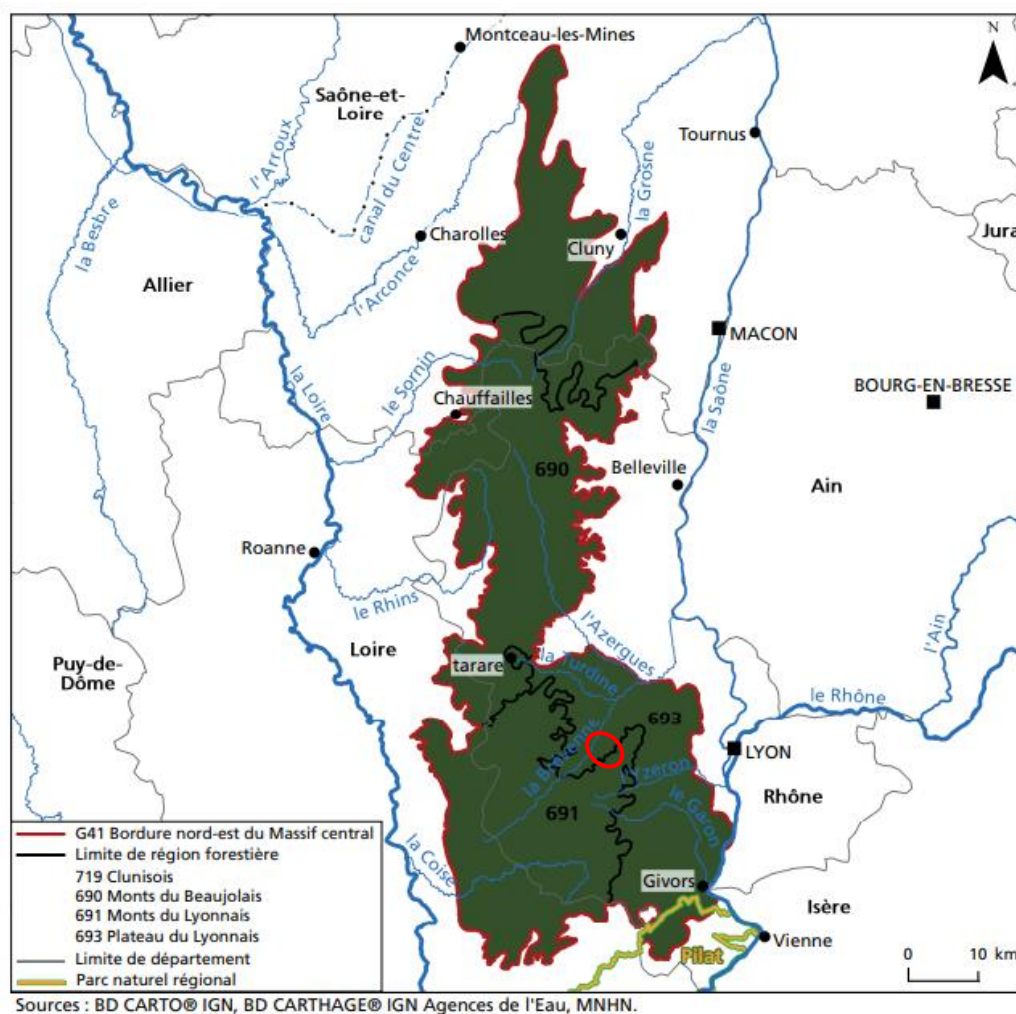 N
Montceau-les-Mines
Saône-et-
Loire
canal du Centre
l'Arroux
la Grosne
Tournus
la Besbre
Charolles
Cluny
Jura
l'Arconce
Allier
MACON
la Loire
le Sornin
la Saône
BOURG-EN-BRESSE
Chauffailles
690
Belleville
Ain
Roanne
le Rhins
l'Azergues
l'Ain
Loire
Puy-de-
Dôme
tarare
la Turdine
le Rhône
693
LYON
la Brévenne
l'Yzeron
Rhône
691
le Garon
la Coise
Givors
Isère
Vienne
Pilat
0 10 km
G41 Bordure nord-est du Massif central
Limite de région forestière
719 Clunisois
690 Monts du Beaujolais
691 Monts du Lyonnais
693 Plateau du Lyonnais
Limite de département
Parc naturel régional
Sources : BD CARTO® IGN, BD CARTHAGE® IGN Agences de l'Eau, MNHN.